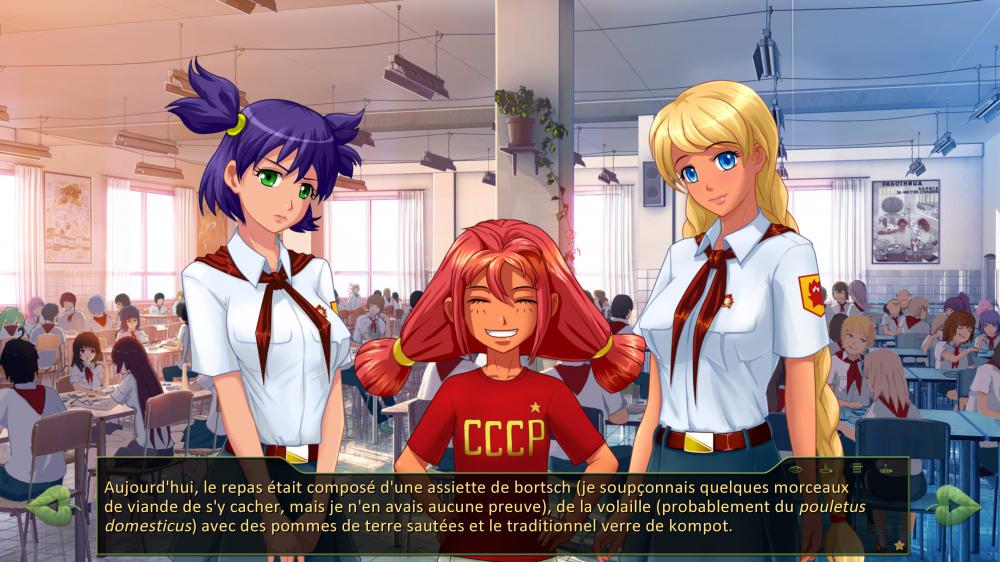 РАБОТНИЦА
СССР
Aujourd'hui, le repas était composé d'une assiette de bortsch (je soupçonnais quelques morceaux
de viande de s'y cacher, mais je n'en avais aucune preuve), de la volaille (probablement du pouletus
domesticus) avec des pommes de terre sautées et le traditionnel verre de kompot.